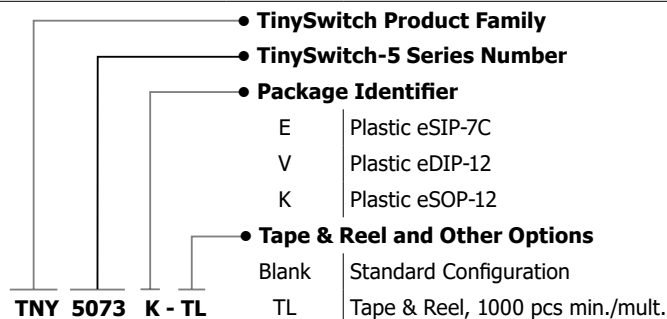 TinySwitch Product Family
TinySwitch-5 Series Number
Package Identifier
E Plastic eSIP-7C
V Plastic eDIP-12
K Plastic eSOP-12
Tape & Reel and Other Options
Blank Standard Configuration
TNY 5073 K - TL TL Tape & Reel, 1000 pcs min./mult.